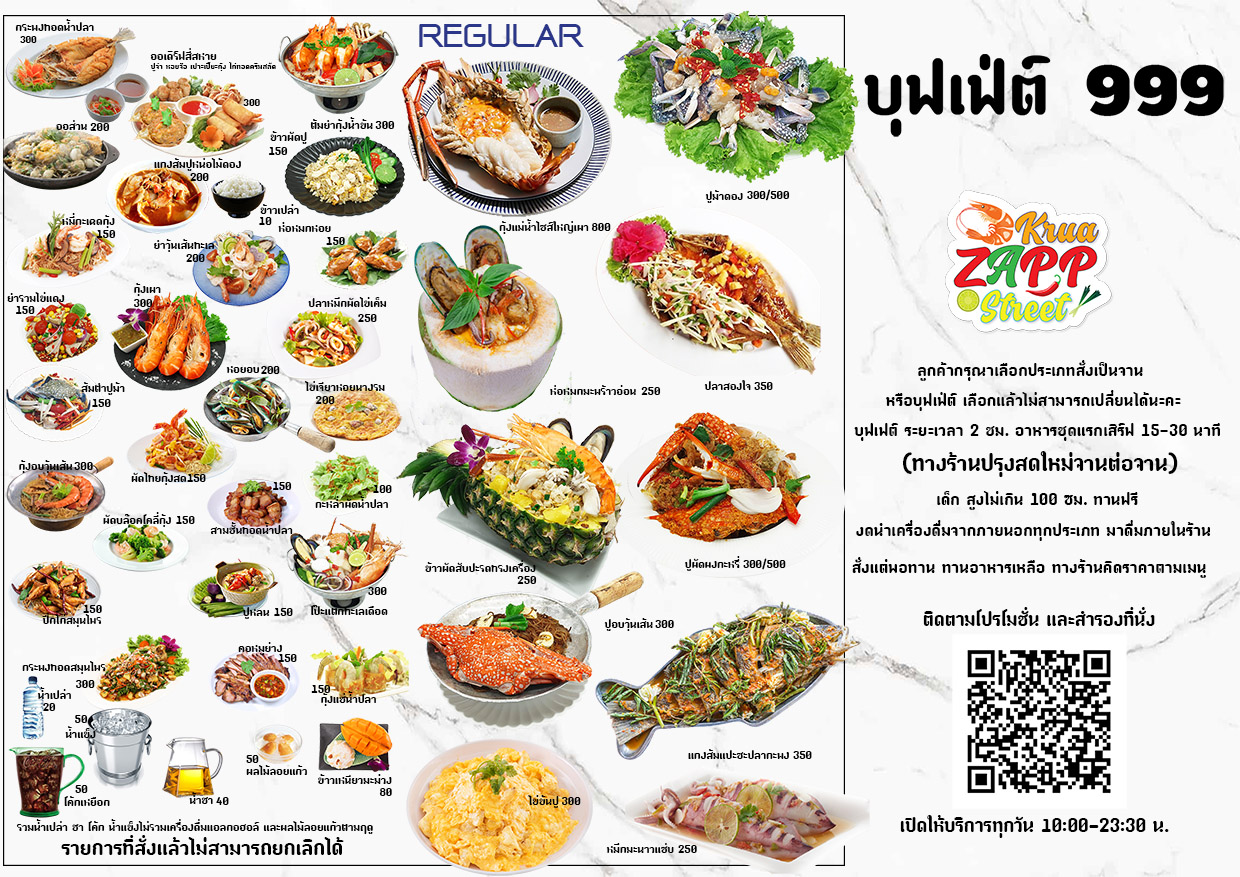 REGULAR
กระพงทอดน้ำปลา
300
ออเดิร์ฟสี่สหาย
ปูจ๋า หอยจ๊อ เปาะเปี๊ยะกุ้ง ไก่ทอดครีมสลัด
300
ออส่วน 200
ต้มยำกุ้งน้ำข้น 300
ข้าวผัดปู
150
แกงส้มปูหน่อไม้ดอง
200
ข้าวเปล่า
10
หมี่กะเฉดกุ้ง
150
ห่อหมกหอย
150
ยำวุ้นเส้นทะเล
200
ยำรวมไข่แดง
150
กุ้งเผา
300
ปลาหมึกผัดไข่เค็ม
250
ส้มตำปูม้า
150
หอยอบ 200
ไข่เจียวหอยนางรม
200
กุ้งอบวุ้นเส้น 300
ผัดไทยกุ้งสด 150
150
สามชั้นทอดน้ำปลา
100
กะหล่ำผัดน้ำปลา
ผัดบล๊อคโคลี่กุ้ง 150
150
ปีกไก่สมุนไพร
ปูหลน 150
300
โป๊ะแตกทะเลเดือด
กระพงทอดสมุนไพร
300
คอหมูย่าง
150
150
กุ้งแช่น้ำปลา
น้ำเปล่า
20
50
น้ำแข็ง
50
โค้กเหยือก
น้ำชา 40
50
ผลไม้ลอยแก้ว
ข้าวเหนียวมะม่วง
80
รวมน้ำเปล่า ชา โค้ก น้ำแข็งไม่รวมเครื่องดื่มแอลกอฮอล์ และผลไม้ลอยแก้วตามฤดู
รายการที่สั่งแล้วไม่สามารถยกเลิกได้
ปูม้าดอง 300/500
กุ้งแม่น้ำไซส์ใหญ่เผา 800
ห่อหมกมะพร้าวอ่อน 250
ปลาสองใจ 350
ข้าวผัดสับปะรดทรงเครื่อง
250
ปูผัดผงกะหรี่ 300/500
ปูอบวุ้นเส้น 300
แกงส้มแปะซะปลากะพง 350
ไข่ข้นปู 300
หมึกมะนาวแซ่บ 250
บุฟเฟ่ต์ 999
Krua
ZAPP
Street
ลูกค้ากรุณาเลือกประเภทสั่งเป็นจาน
หรือบุฟเฟ่ต์ เลือกแล้วไม่สามารถเปลี่ยนได้นะคะ
บุฟเฟต์ ระยะเวลา 2 ชม. อาหารชุดแรกเสิร์ฟ 15-30 นาที
(ทางร้านปรุงสดใหม่จานต่อจาน)
เด็ก สูงไม่เกิน 100 ซม. ทานฟรี
งดนำเครื่องดื่มจากภายนอกทุกประเภท มาดื่มภายในร้าน
สั่งแต่พอทาน ทานอาหารเหลือ ทางร้านคิดราคาตามเมนู
ติดตามโปรโมชั่น และสำรองที่นั่ง
เปิดให้บริการทุกวัน 10:00-23:30 น.